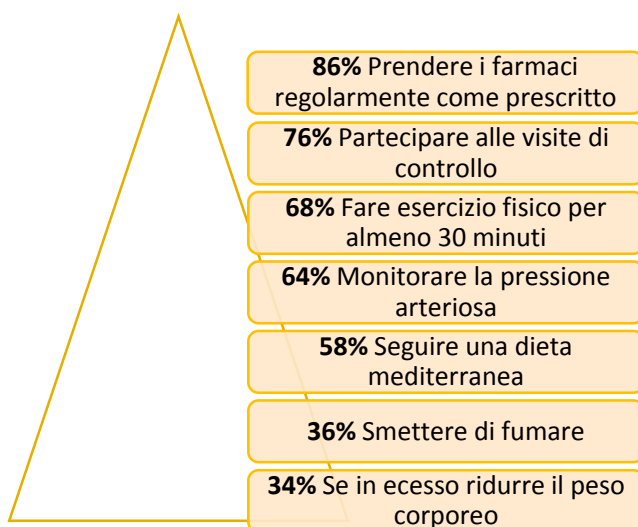 86% Prendere i farmaci
regolarmente come prescritto
76% Partecipare alle visite di
controllo
68% Fare esercizio fisico per
almeno 30 minuti
64% Monitorare la pressione
arteriosa
58% Seguire una dieta
mediterranea
36% Smettere di fumare
34% Se in ecesso ridurre il peso
corporeo